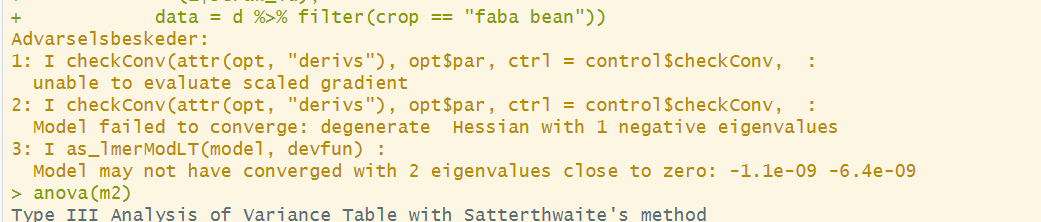 + data = d %>% filter(crop == "faba bean"))
Advarselsbeskeder:
1: I checkConv(attr(opt, "derivs"), opt$par, ctrl = control$checkConv,  :
  unable to evaluate scaled gradient
2: I checkConv(attr(opt, "derivs"), opt$par, ctrl = control$checkConv,  :
  Model failed to converge: degenerate  Hessian with 1 negative eigenvalues
3: I as_lmerModLT(model, devfun) :
  Model may not have converged with 2 eigenvalues close to zero: -1.1e-09 -6.4e-09
> anova(m2)
Type III Analysis of Variance Table with Satterthwaite's method